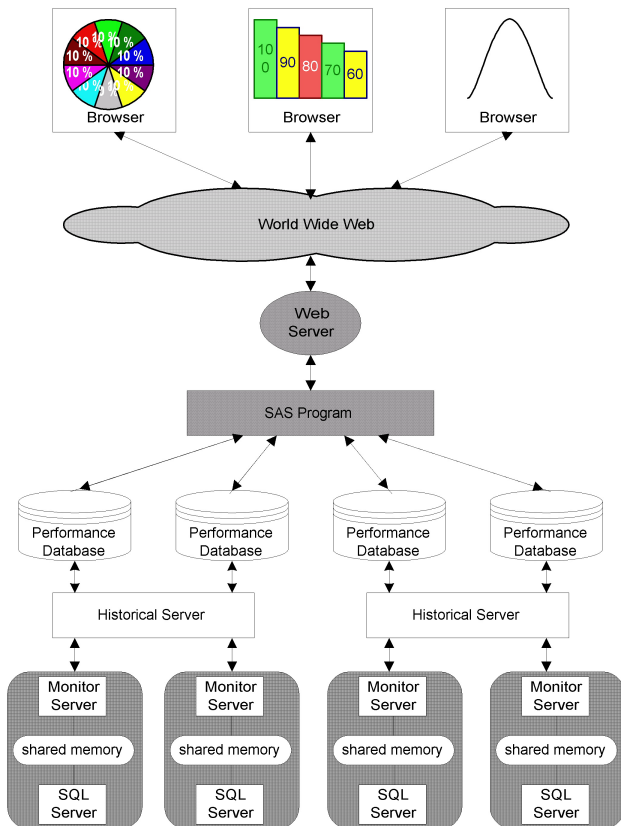 10 %
10 %
10 %
10 %
10 %
10 %
10 %
10 %
10 %
Browser
10
0
90
80
70
60
Browser
Browser
World Wide Web
Web
Server
SAS Program
Performance
Database
Performance
Database
Performance
Database
Performance
Database
Historical Server
Historical Server
Monitor
Server
Monitor
Server
Monitor
Server
Monitor
Server
shared memory
shared memory
shared memory
shared memory
SQL
Server
SQL
Server
SQL
Server
SQL
Server